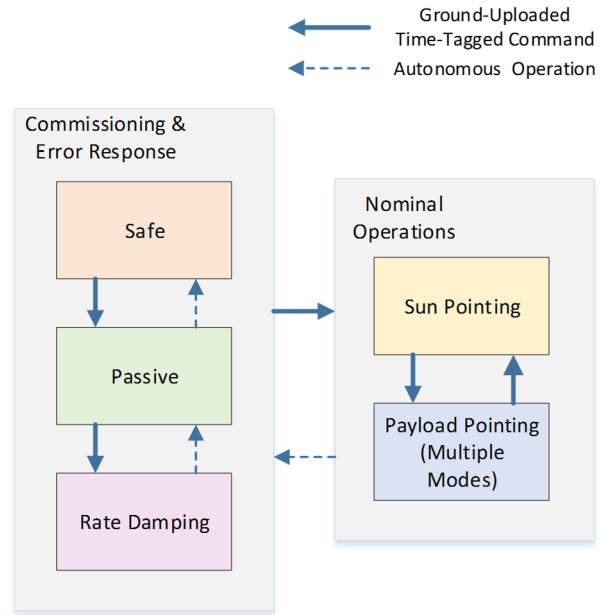 Ground-Uploaded
Time-Tagged Command
Autonomous Operation
Commissioning &
Error Response
Safe
Passive
Rate Damping
Nominal
Operations
Sun Pointing
Payload Pointing
(Multiple
Modes)